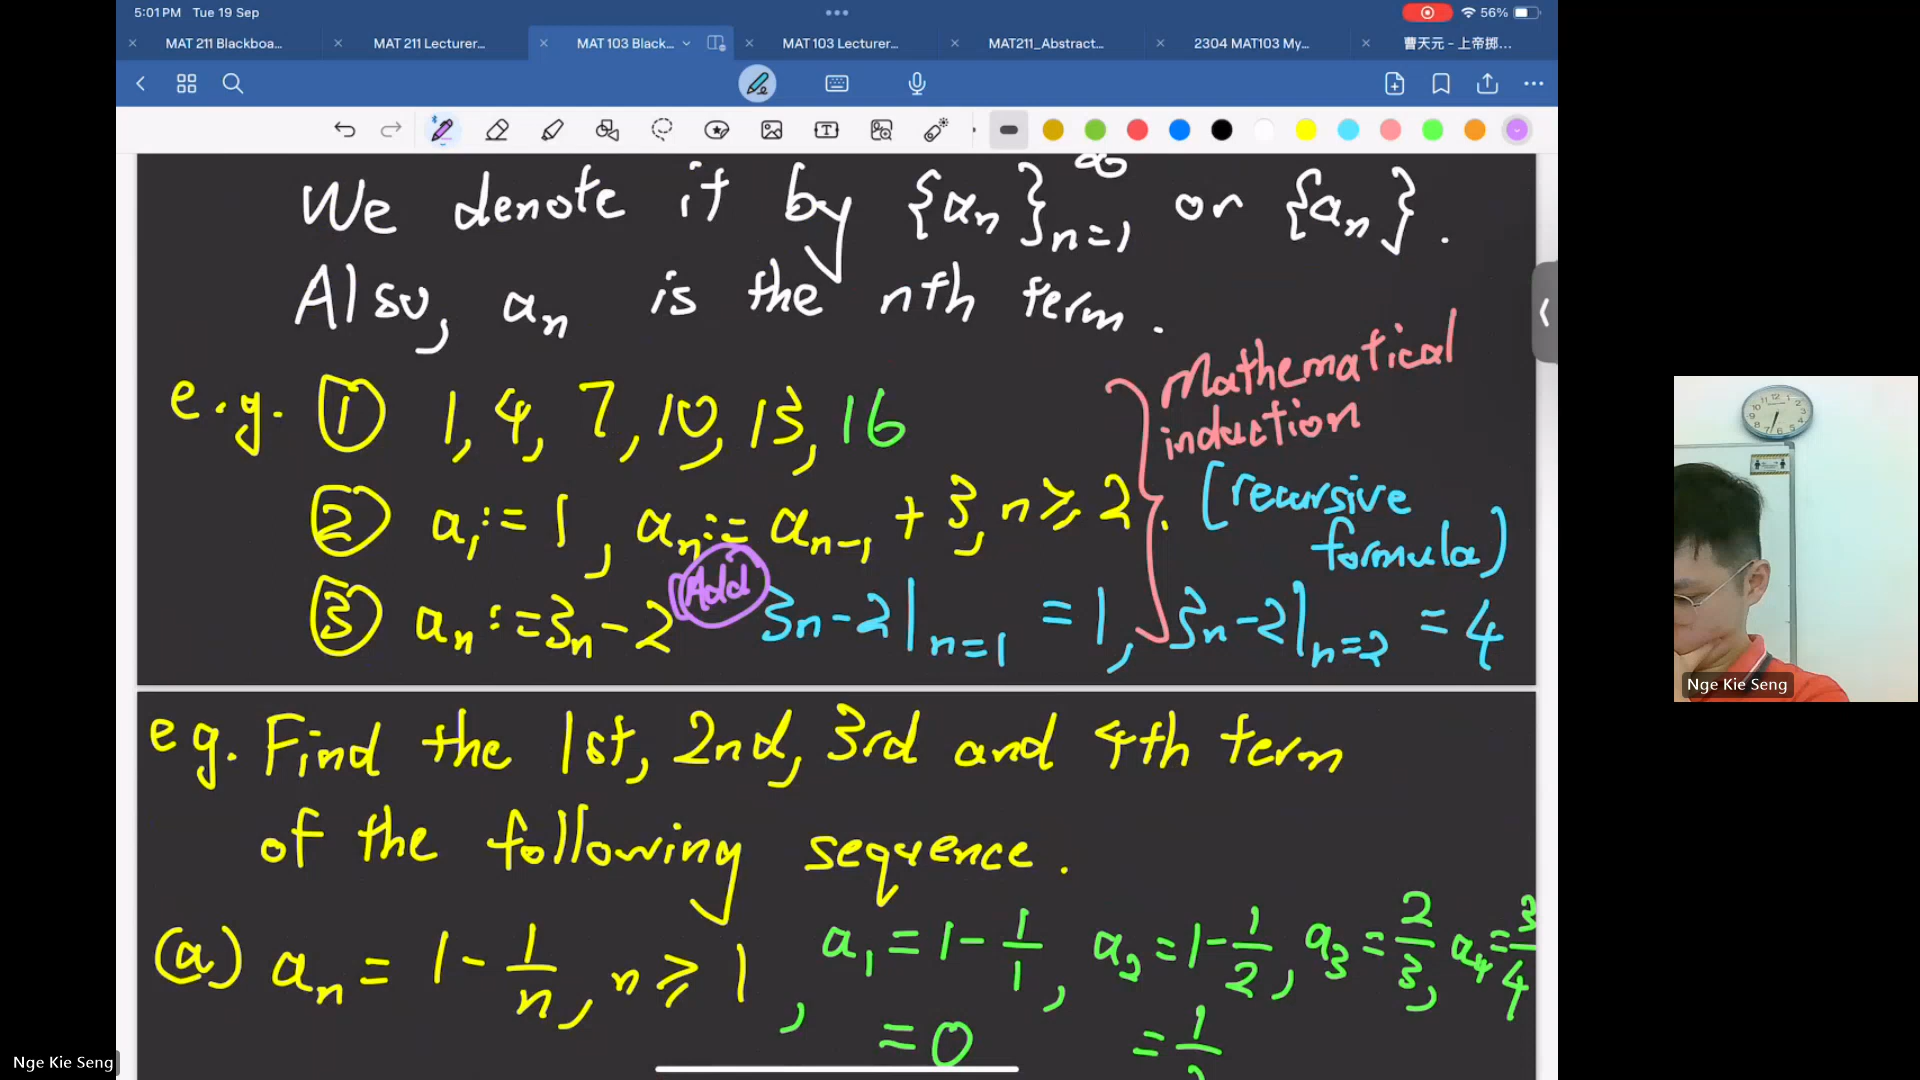 5:01 PM Tue 19 Sep
56%
MAT 211 Blackboa...
MAT 211 Lecturer...
MAT 103 Black...
MAT 103 Lecturer...
MAT211_Abstract...
2304 MAT103 My...
曹天元 - 上帝掷...
We denote it by {aₙ}ₙ₌₁^∞ or {aₙ}.
Also, aₙ is the nth term.
e.g. ① 1, 4, 7, 10, 13, 16
Mathematical
induction
② a₁ := 1, aₙ := aₙ₋₁ + 3, n ≥ 2.
(recursive
formula)
③ aₙ := 3n - 2
Add
3n-2|ₙ₌₁ = 1, 3n-2|ₙ₌₂ = 4
eg. Find the 1st, 2nd, 3rd and 4th term
of the following sequence.
(a) aₙ = 1 - 1/n, n ≥ 1, a₁ = 1 - 1/1, a₂ = 1 - 1/2, a₃ = 2/3, a₄ = 3/4
= 0 = 1/2
Nge Kie Seng
Nge Kie Seng